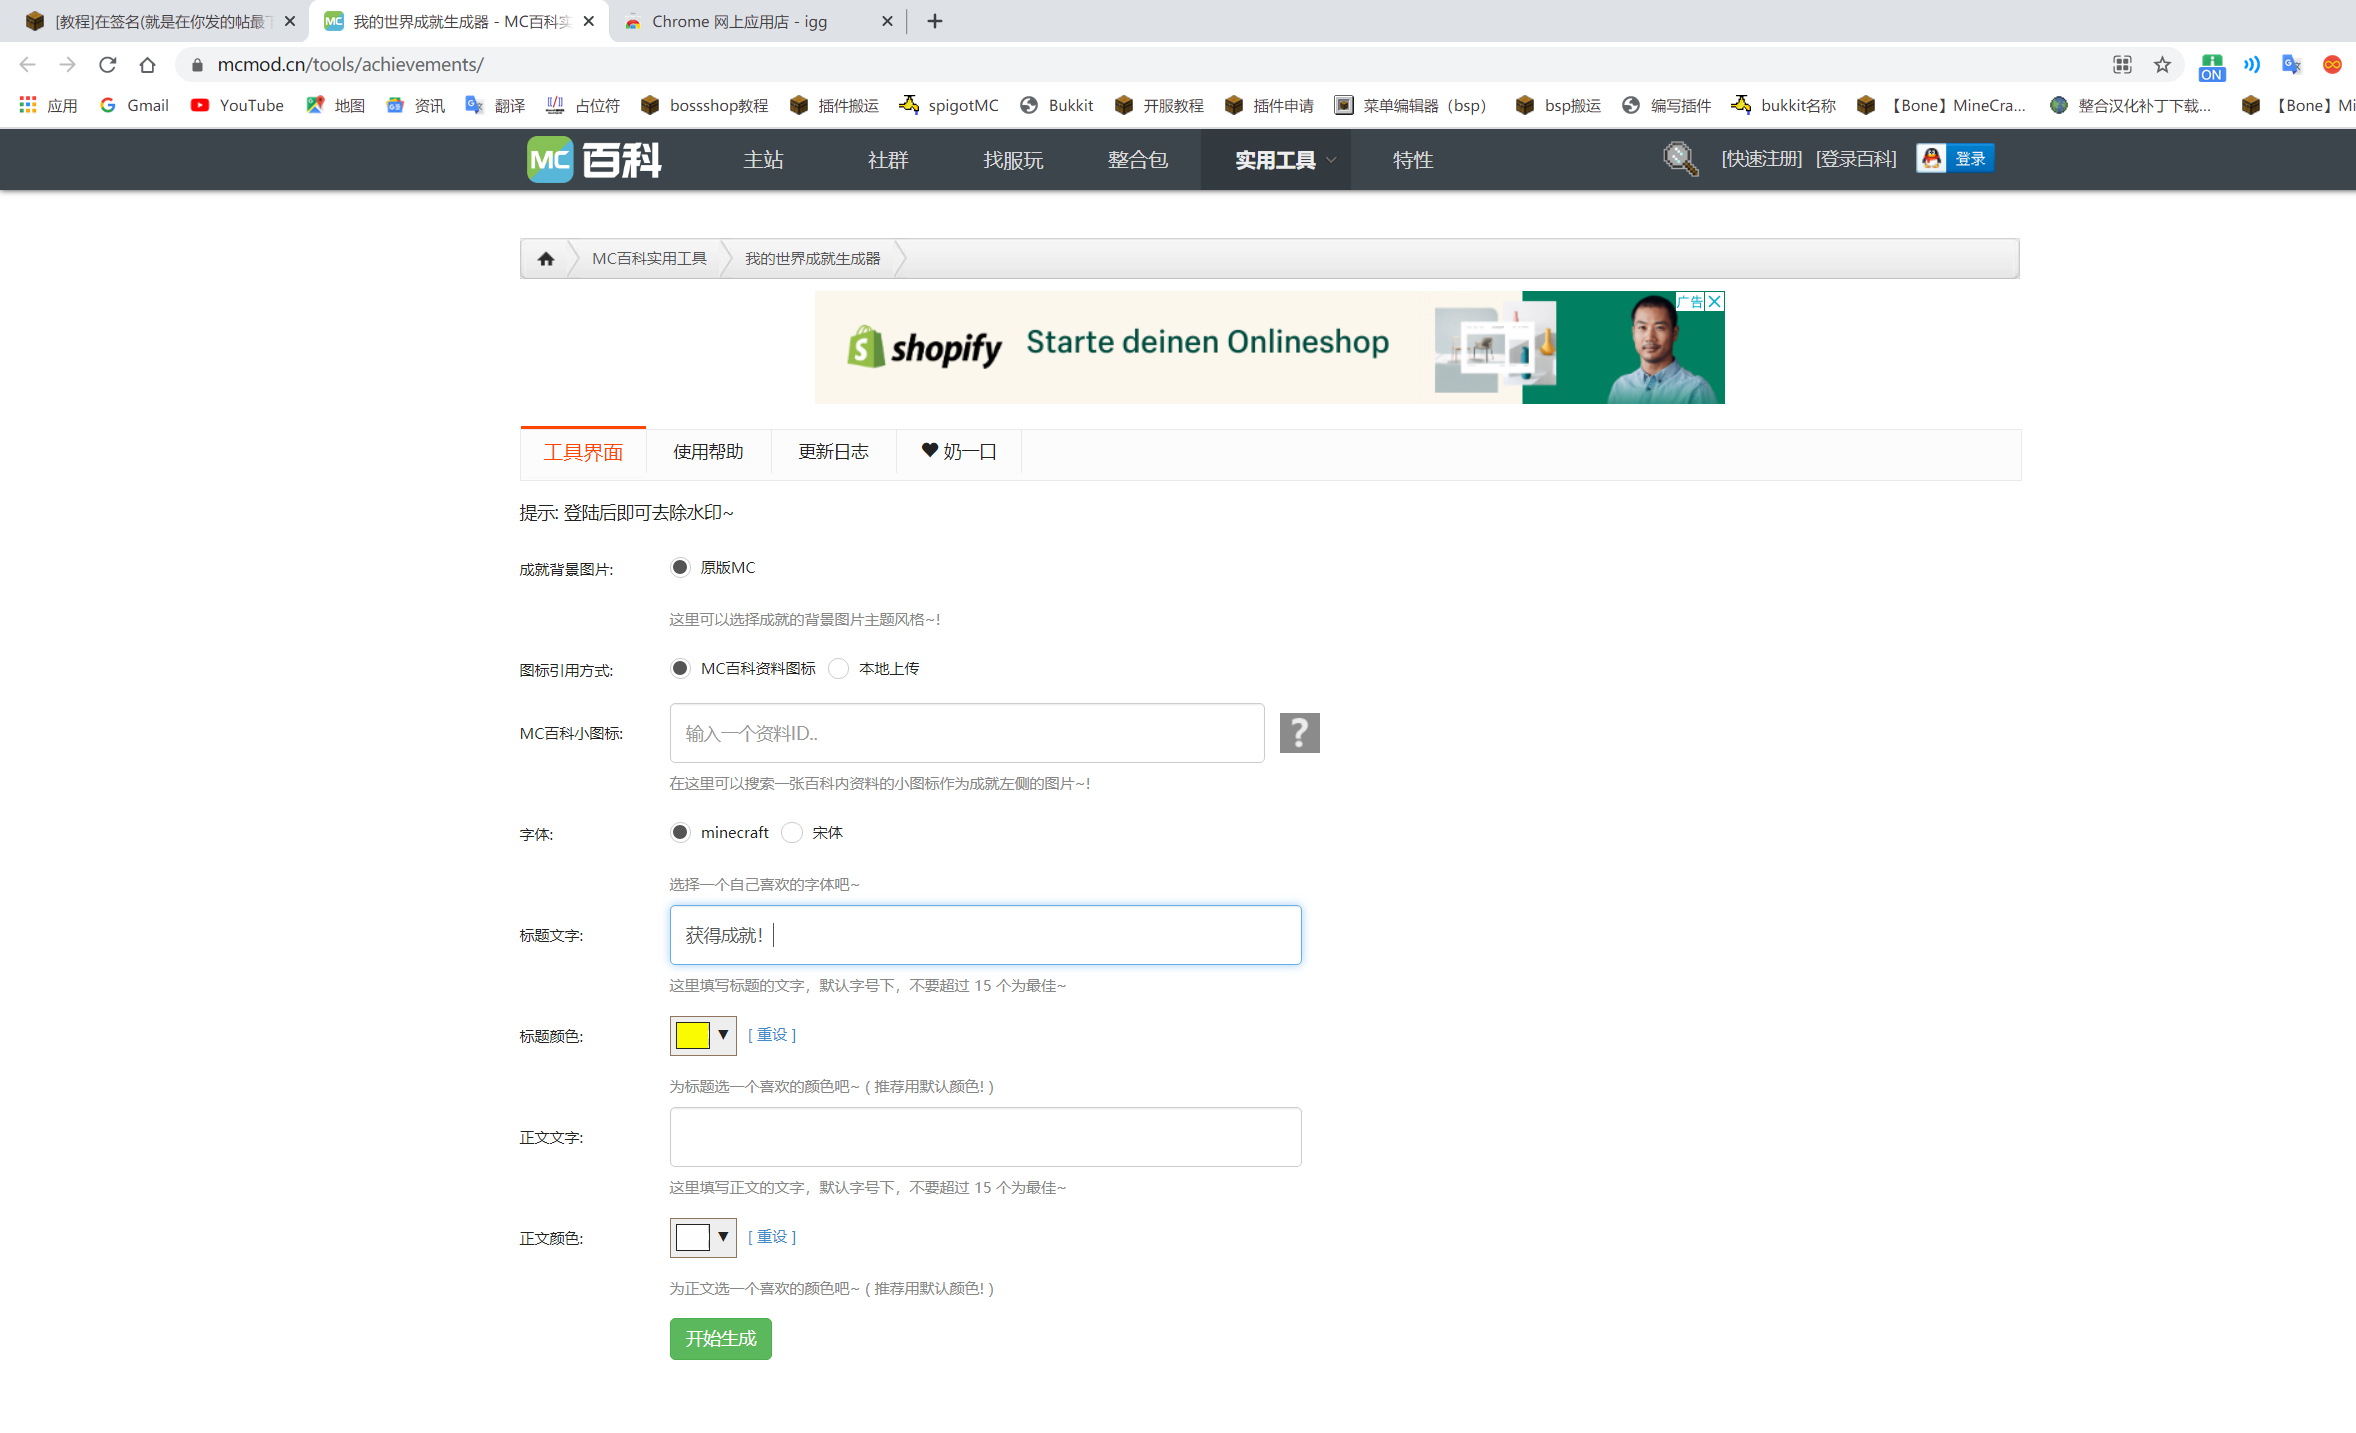 [教程]在签名(就是在你发的帖最下
我的世界成就生成器 - MC百科实
Chrome 网上应用店 - igg
mcmod.cn/tools/achievements/
ON
应用 Gmail YouTube 地图 资讯 翻译 占位符 bossshop教程 插件搬运 spigotMC Bukkit 开服教程 插件申请 菜单编辑器（bsp） bsp搬运 编写插件 bukkit名称 【Bone】MineCra... 整合汉化补丁下载... 【Bone】Mi
MC 百科 主站 社群 找服玩 整合包 实用工具 特性 [快速注册] [登录百科] 登录
MC百科实用工具 我的世界成就生成器
shopify Starte deinen Onlineshop 广告
工具界面 使用帮助 更新日志 ♥ 奶一口
提示: 登陆后即可去除水印~
成就背景图片: 原版MC
这里可以选择成就的背景图片主题风格~!
图标引用方式: MC百科资料图标 本地上传
MC百科小图标: 输入一个资料ID.. ?
在这里可以搜索一张百科内资料的小图标作为成就左侧的图片~!
字体: minecraft 宋体
选择一个自己喜欢的字体吧~
标题文字: 获得成就！
这里填写标题的文字，默认字号下，不要超过 15 个为最佳~
标题颜色: [ 重设 ]
为标题选一个喜欢的颜色吧~ ( 推荐用默认颜色! )
正文文字:
这里填写正文的文字，默认字号下，不要超过 15 个为最佳~
正文颜色: [ 重设 ]
为正文选一个喜欢的颜色吧~ ( 推荐用默认颜色! )
开始生成